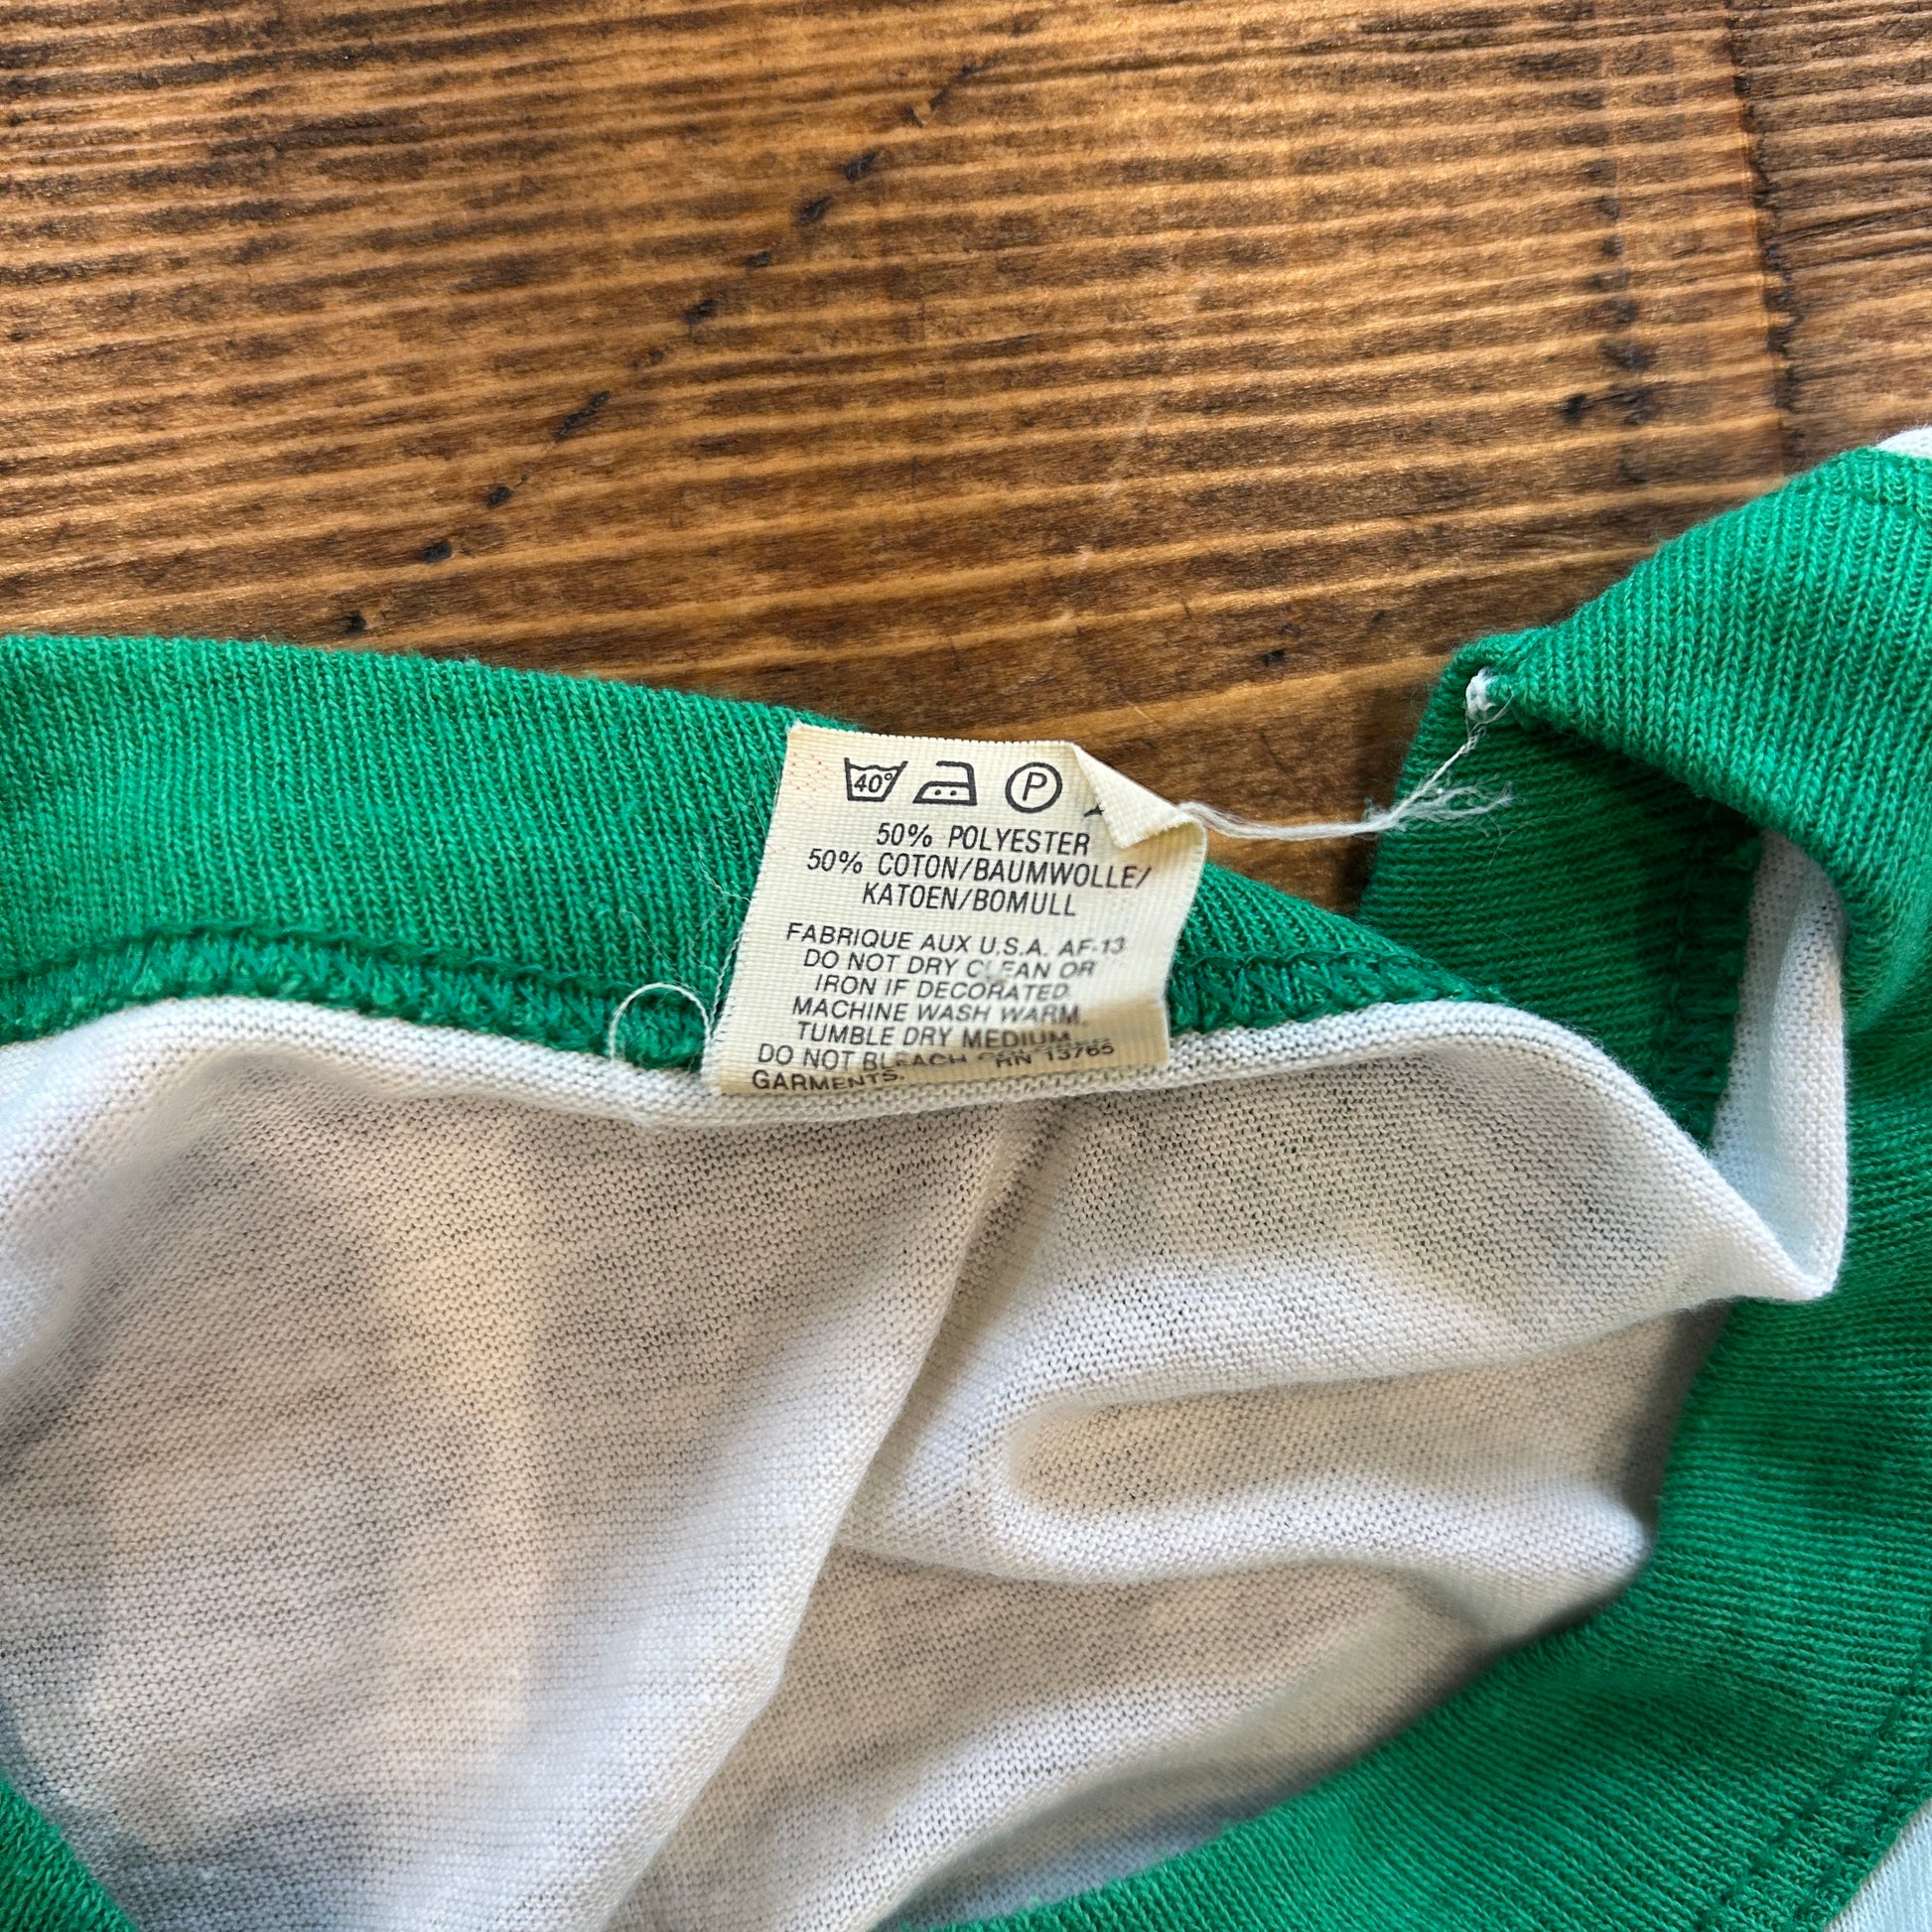 40° P
50% POLYESTER
50% COTON/BAUMWOLLE/
KATOEN/BOMULL
FABRIQUE AUX U.S.A. AF-13
DO NOT DRY CLEAN OR
IRON IF DECORATED.
MACHINE WASH WARM.
TUMBLE DRY MEDIUM
DO NOT BLEACH
GARMENTS. RN 13765